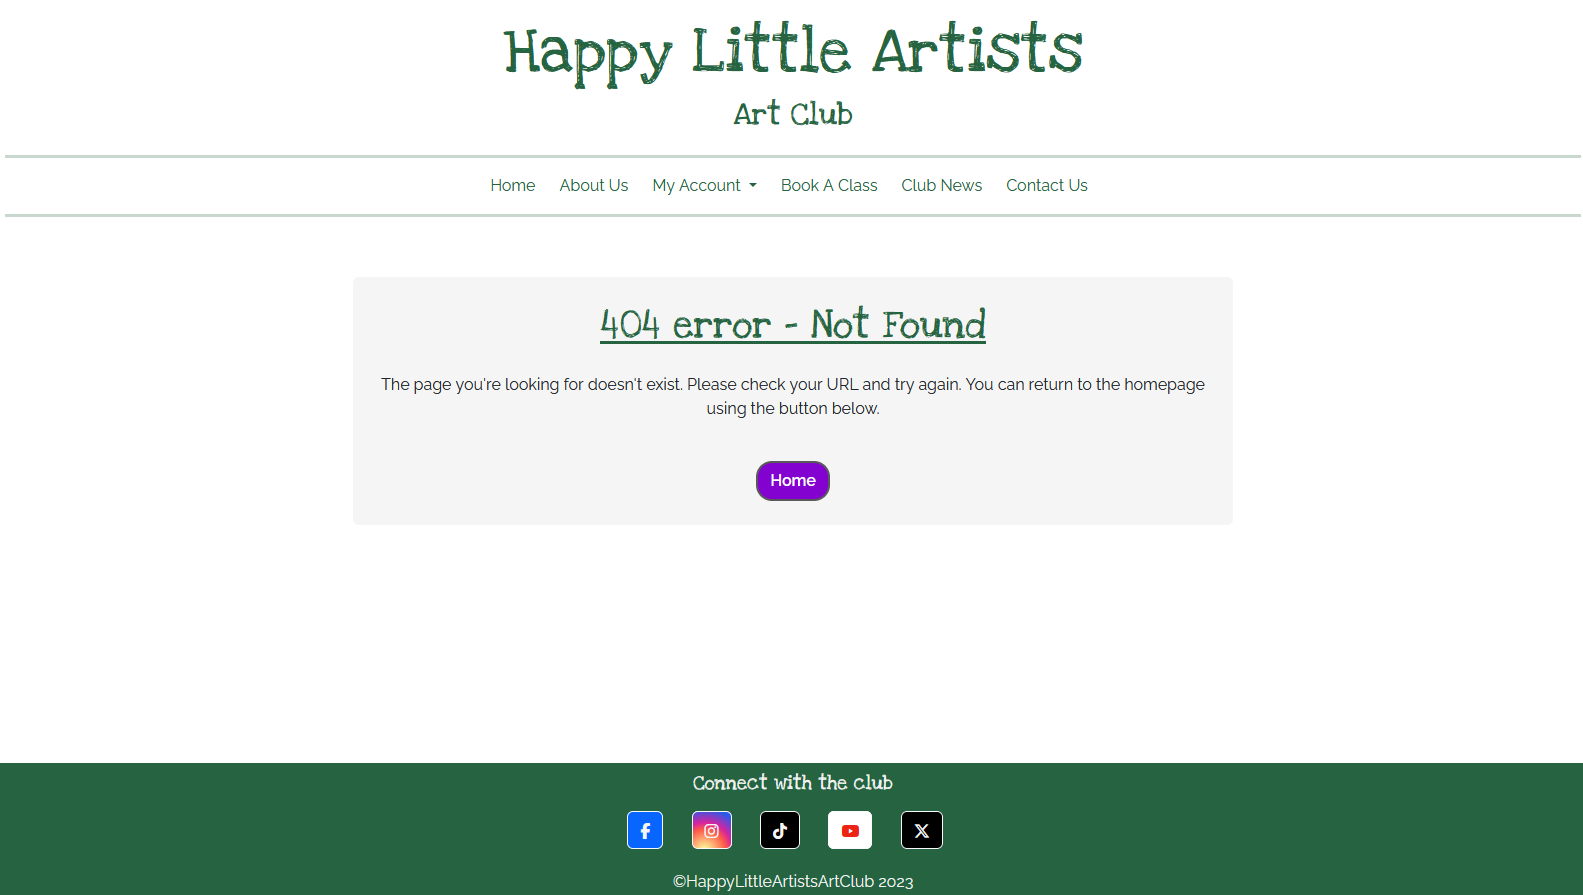 Happy Little Artists
Art Club
Home About Us My Account Book A Class Club News Contact Us
404 error - Not Found
The page you're looking for doesn't exist. Please check your URL and try again. You can return to the homepage
using the button below.
Home
Connect with the club
©HappyLittleArtistsArtClub 2023